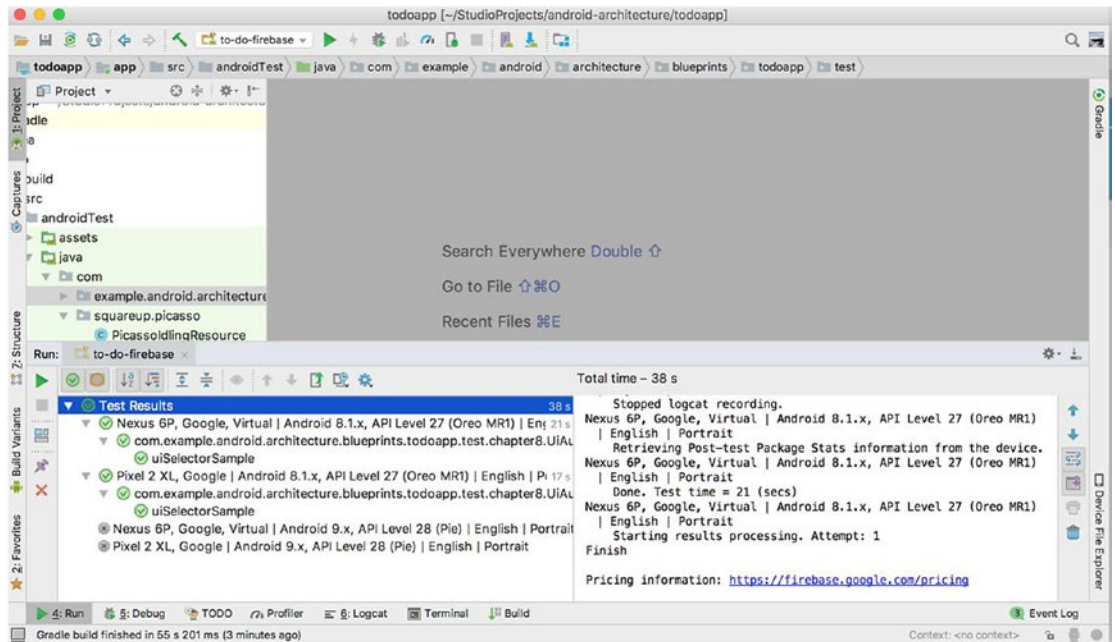 todoapp [~/StudioProjects/android-architecture/todoapp]
to-do-firebase
todoapp app src androidTest java com example android architecture blueprints todoapp test
1: Project
Captures
Z: Structure
Build Variants
2: Favorites
Project
build
src
androidTest
assets
java
com
example.android.architecture
squareup.picasso
PicassoIdlingResource
Search Everywhere Double ⇧
Go to File ⇧⌘O
Recent Files ⌘E
Gradle
Device File Explorer
Run: to-do-firebase
Total time – 38 s
Test Results 38 s
Nexus 6P, Google, Virtual | Android 8.1.x, API Level 27 (Oreo MR1) | Eng 21 s
com.example.android.architecture.blueprints.todoapp.test.chapter8.UiAu
uiSelectorSample
Pixel 2 XL, Google | Android 8.1.x, API Level 27 (Oreo MR1) | English | P 17 s
com.example.android.architecture.blueprints.todoapp.test.chapter8.UiAu
uiSelectorSample
Nexus 6P, Google, Virtual | Android 9.x, API Level 28 (Pie) | English | Portrait
Pixel 2 XL, Google | Android 9.x, API Level 28 (Pie) | English | Portrait
Stopped logcat recording.
Nexus 6P, Google, Virtual | Android 8.1.x, API Level 27 (Oreo MR1)
| English | Portrait
Retrieving Post-test Package Stats information from the device.
Nexus 6P, Google, Virtual | Android 8.1.x, API Level 27 (Oreo MR1)
| English | Portrait
Done. Test time = 21 (secs)
Nexus 6P, Google, Virtual | Android 8.1.x, API Level 27 (Oreo MR1)
| English | Portrait
Starting results processing. Attempt: 1
Finish
Pricing information: https://firebase.google.com/pricing
4: Run 5: Debug TODO Profiler 6: Logcat Terminal Build 3 Event Log
Gradle build finished in 55 s 201 ms (3 minutes ago) Context: <no context>